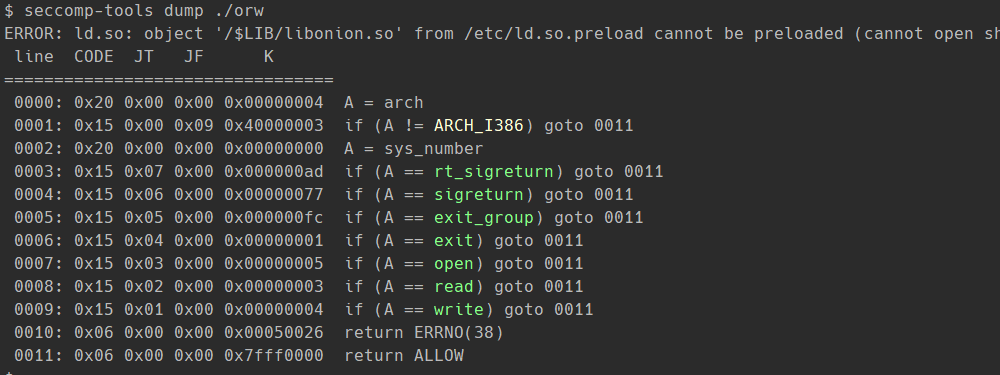 $ seccomp-tools dump ./orw
ERROR: ld.so: object '/$LIB/libonion.so' from /etc/ld.so.preload cannot be preloaded (cannot open sh
line CODE JT JF K
=================================
0000: 0x20 0x00 0x00 0x00000004 A = arch
0001: 0x15 0x00 0x09 0x40000003 if (A != ARCH_I386) goto 0011
0002: 0x20 0x00 0x00 0x00000000 A = sys_number
0003: 0x15 0x07 0x00 0x000000ad if (A == rt_sigreturn) goto 0011
0004: 0x15 0x06 0x00 0x00000077 if (A == sigreturn) goto 0011
0005: 0x15 0x05 0x00 0x000000fc if (A == exit_group) goto 0011
0006: 0x15 0x04 0x00 0x00000001 if (A == exit) goto 0011
0007: 0x15 0x03 0x00 0x00000005 if (A == open) goto 0011
0008: 0x15 0x02 0x00 0x00000003 if (A == read) goto 0011
0009: 0x15 0x01 0x00 0x00000004 if (A == write) goto 0011
0010: 0x06 0x00 0x00 0x00050026 return ERRNO(38)
0011: 0x06 0x00 0x00 0x7fff0000 return ALLOW